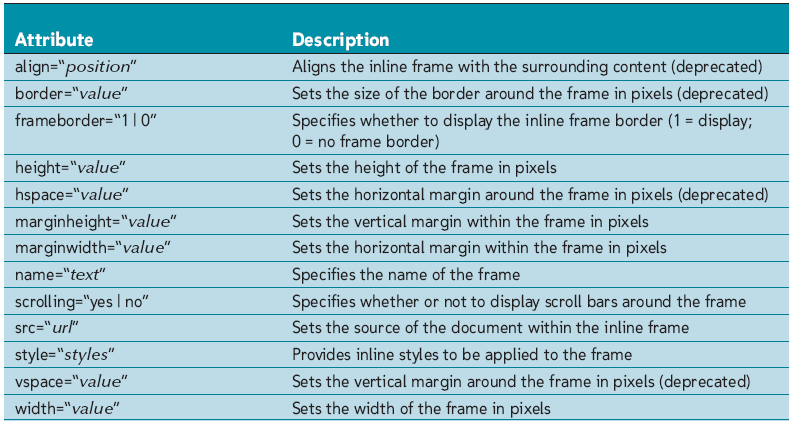 Attribute Description
align=“position” Aligns the inline frame with the surrounding content (deprecated)
border=“value” Sets the size of the border around the frame in pixels (deprecated)
frameborder=“1 | 0” Specifies whether to display the inline frame border (1 = display;
0 = no frame border)
height=“value” Sets the height of the frame in pixels
hspace=“value” Sets the horizontal margin around the frame in pixels (deprecated)
marginheight=“value” Sets the vertical margin within the frame in pixels
marginwidth=“value” Sets the horizontal margin within the frame in pixels
name=“text” Specifies the name of the frame
scrolling=“yes | no” Specifies whether or not to display scroll bars around the frame
src=“url” Sets the source of the document within the inline frame
style=“styles” Provides inline styles to be applied to the frame
vspace=“value” Sets the vertical margin around the frame in pixels (deprecated)
width=“value” Sets the width of the frame in pixels